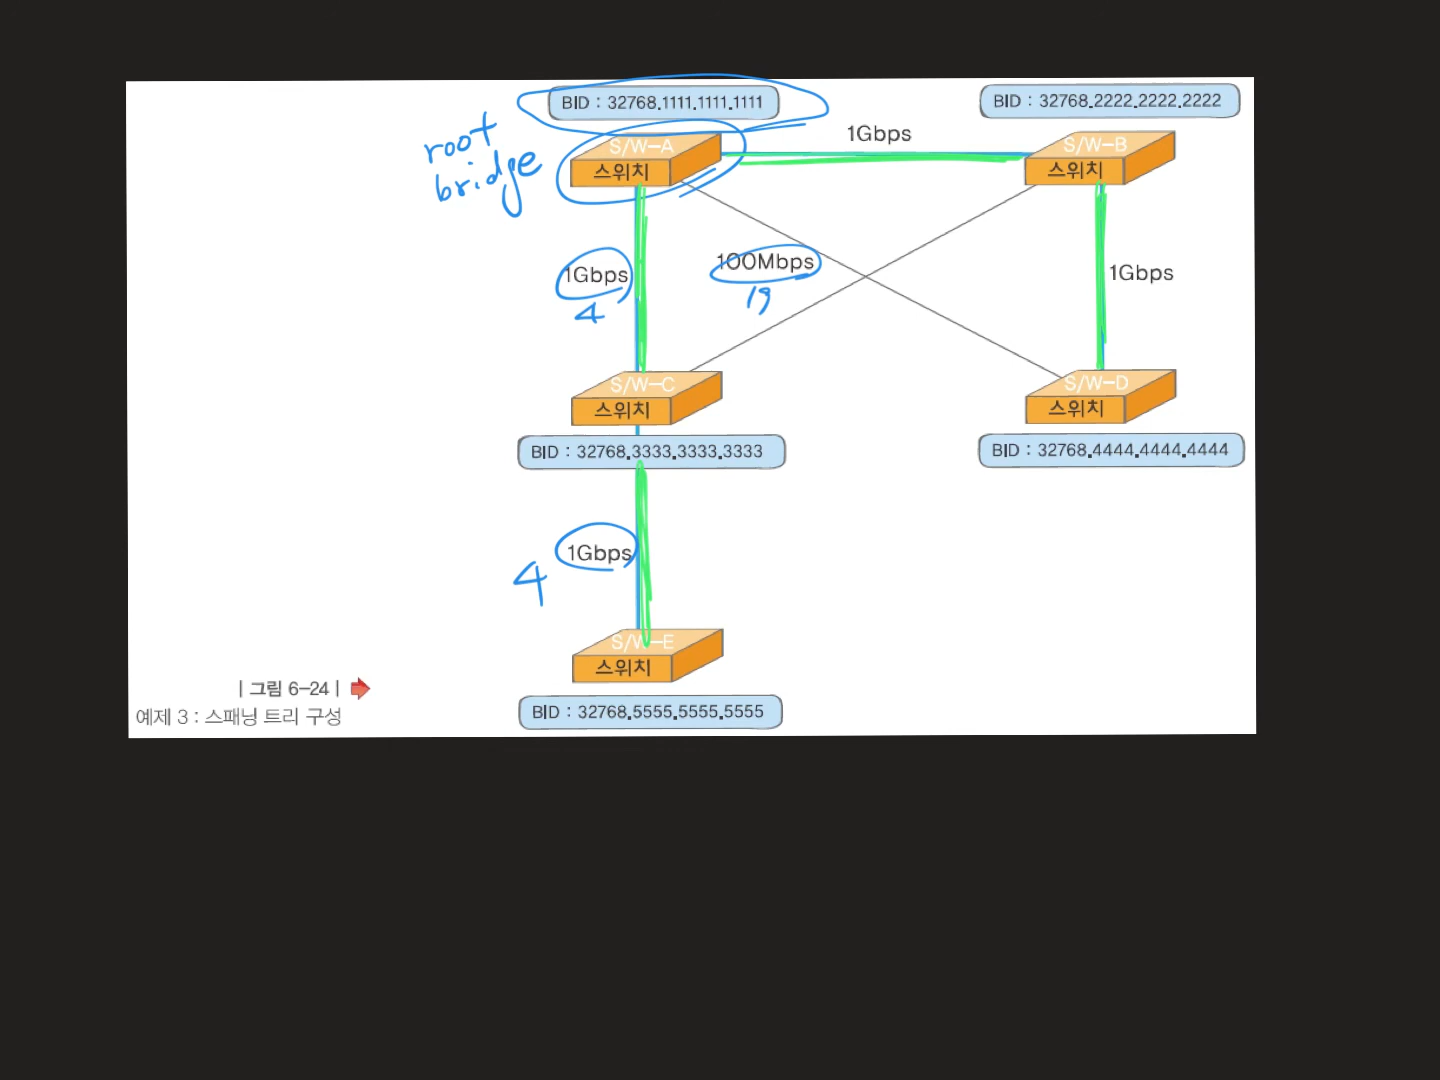 BID : 32768.1111.1111.1111
BID : 32768.2222.2222.2222
root
bridge
S/W-A
스위치
1Gbps
S/W-B
스위치
1Gbps
4
100Mbps
19
1Gbps
S/W-C
스위치
S/W-D
스위치
BID : 32768.3333.3333.3333
BID : 32768.4444.4444.4444
1Gbps
4
S/W-E
스위치
| 그림 6-24 |
예제 3 : 스패닝 트리 구성
BID : 32768.5555.5555.5555